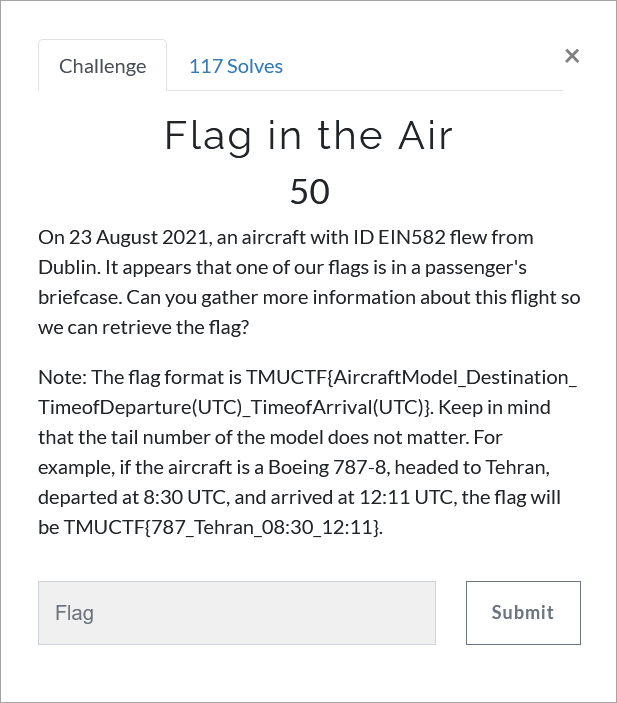 Challenge
117 Solves
×
Flag in the Air
50
On 23 August 2021, an aircraft with ID EIN582 flew from
Dublin. It appears that one of our flags is in a passenger's
briefcase. Can you gather more information about this flight so
we can retrieve the flag?
Note: The flag format is TMUCTF{AircraftModel_Destination_
TimeofDeparture(UTC)_TimeofArrival(UTC)}. Keep in mind
that the tail number of the model does not matter. For
example, if the aircraft is a Boeing 787-8, headed to Tehran,
departed at 8:30 UTC, and arrived at 12:11 UTC, the flag will
be TMUCTF{787_Tehran_08:30_12:11}.
Flag
Submit